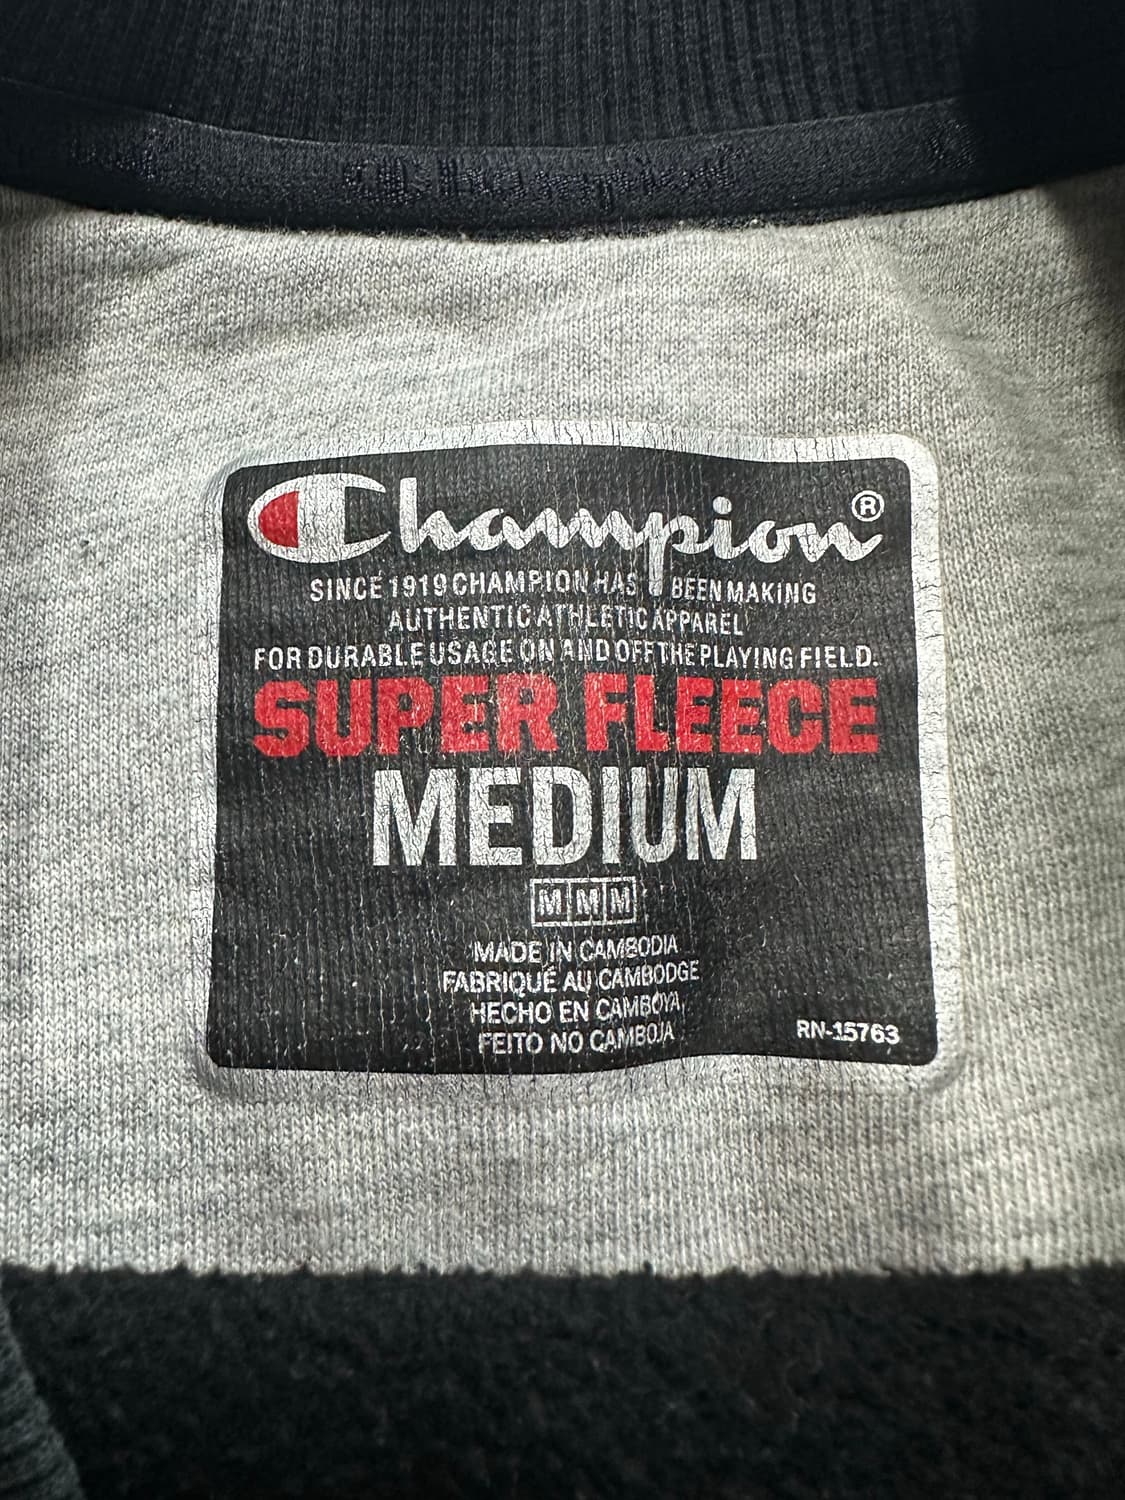 Champion
Champion®
SINCE 1919 CHAMPION HAS BEEN MAKING
AUTHENTIC ATHLETIC APPAREL
FOR DURABLE USAGE ON AND OFF THE PLAYING FIELD.
SUPER FLEECE
MEDIUM
M M M
MADE IN CAMBODIA
FABRIQUÉ AU CAMBODGE
HECHO EN CAMBOYA
FEITO NO CAMBOJA
RN-15763